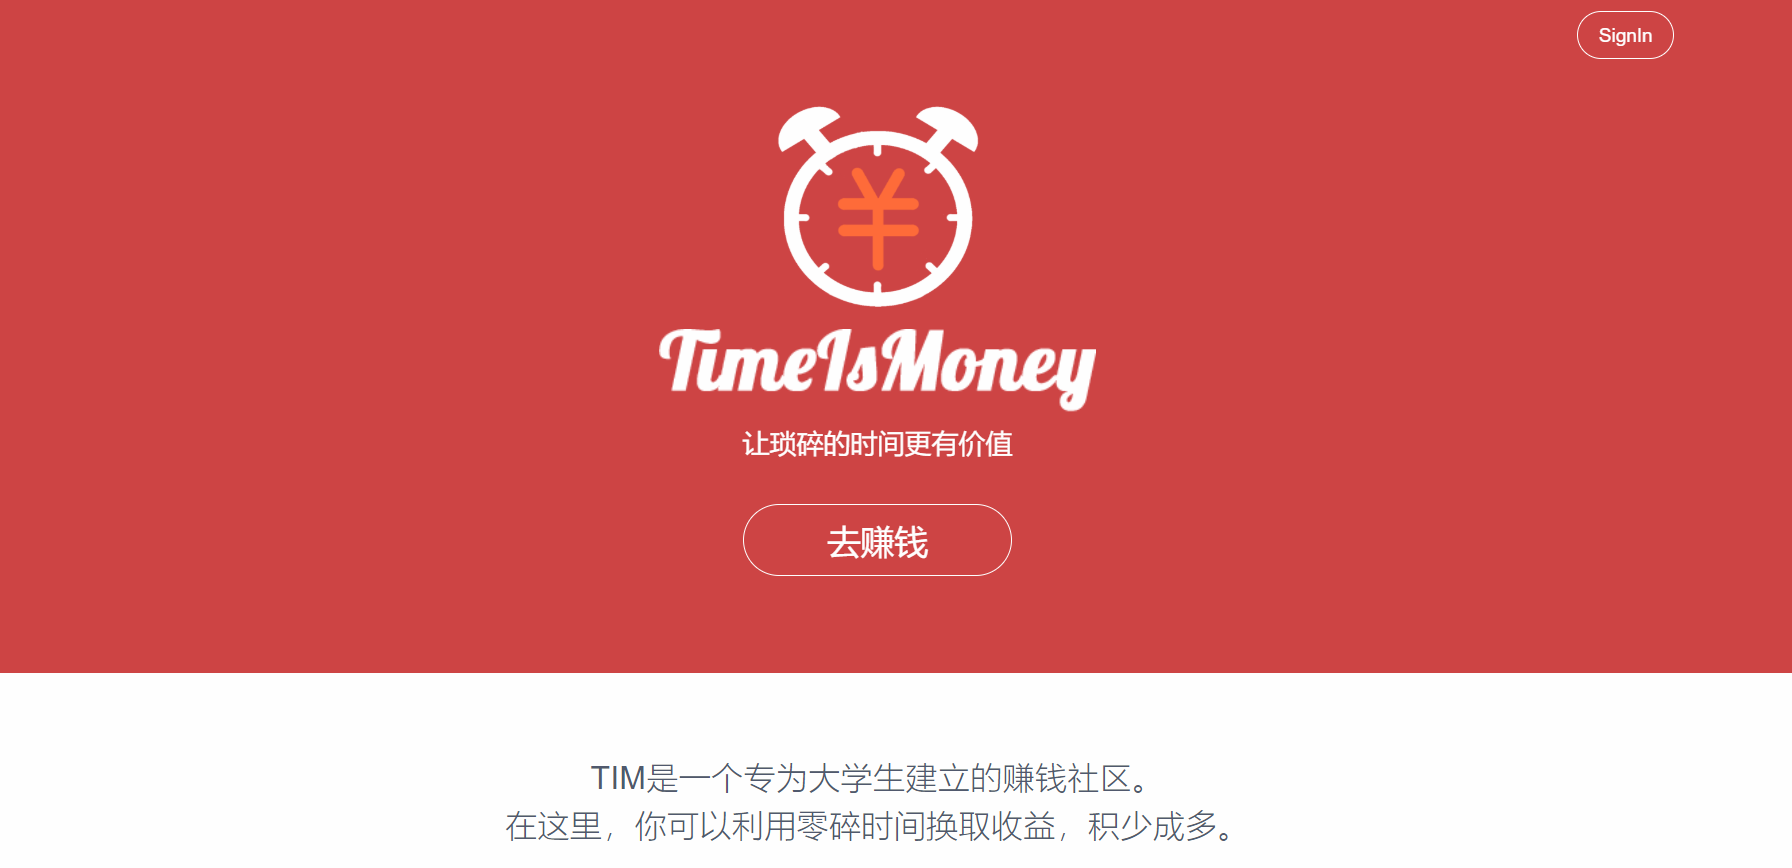 SignIn
¥
TimeIsMoney
让琐碎的时间更有价值
去赚钱
TIM是一个专为大学生建立的赚钱社区。
在这里，你可以利用零碎时间换取收益，积少成多。